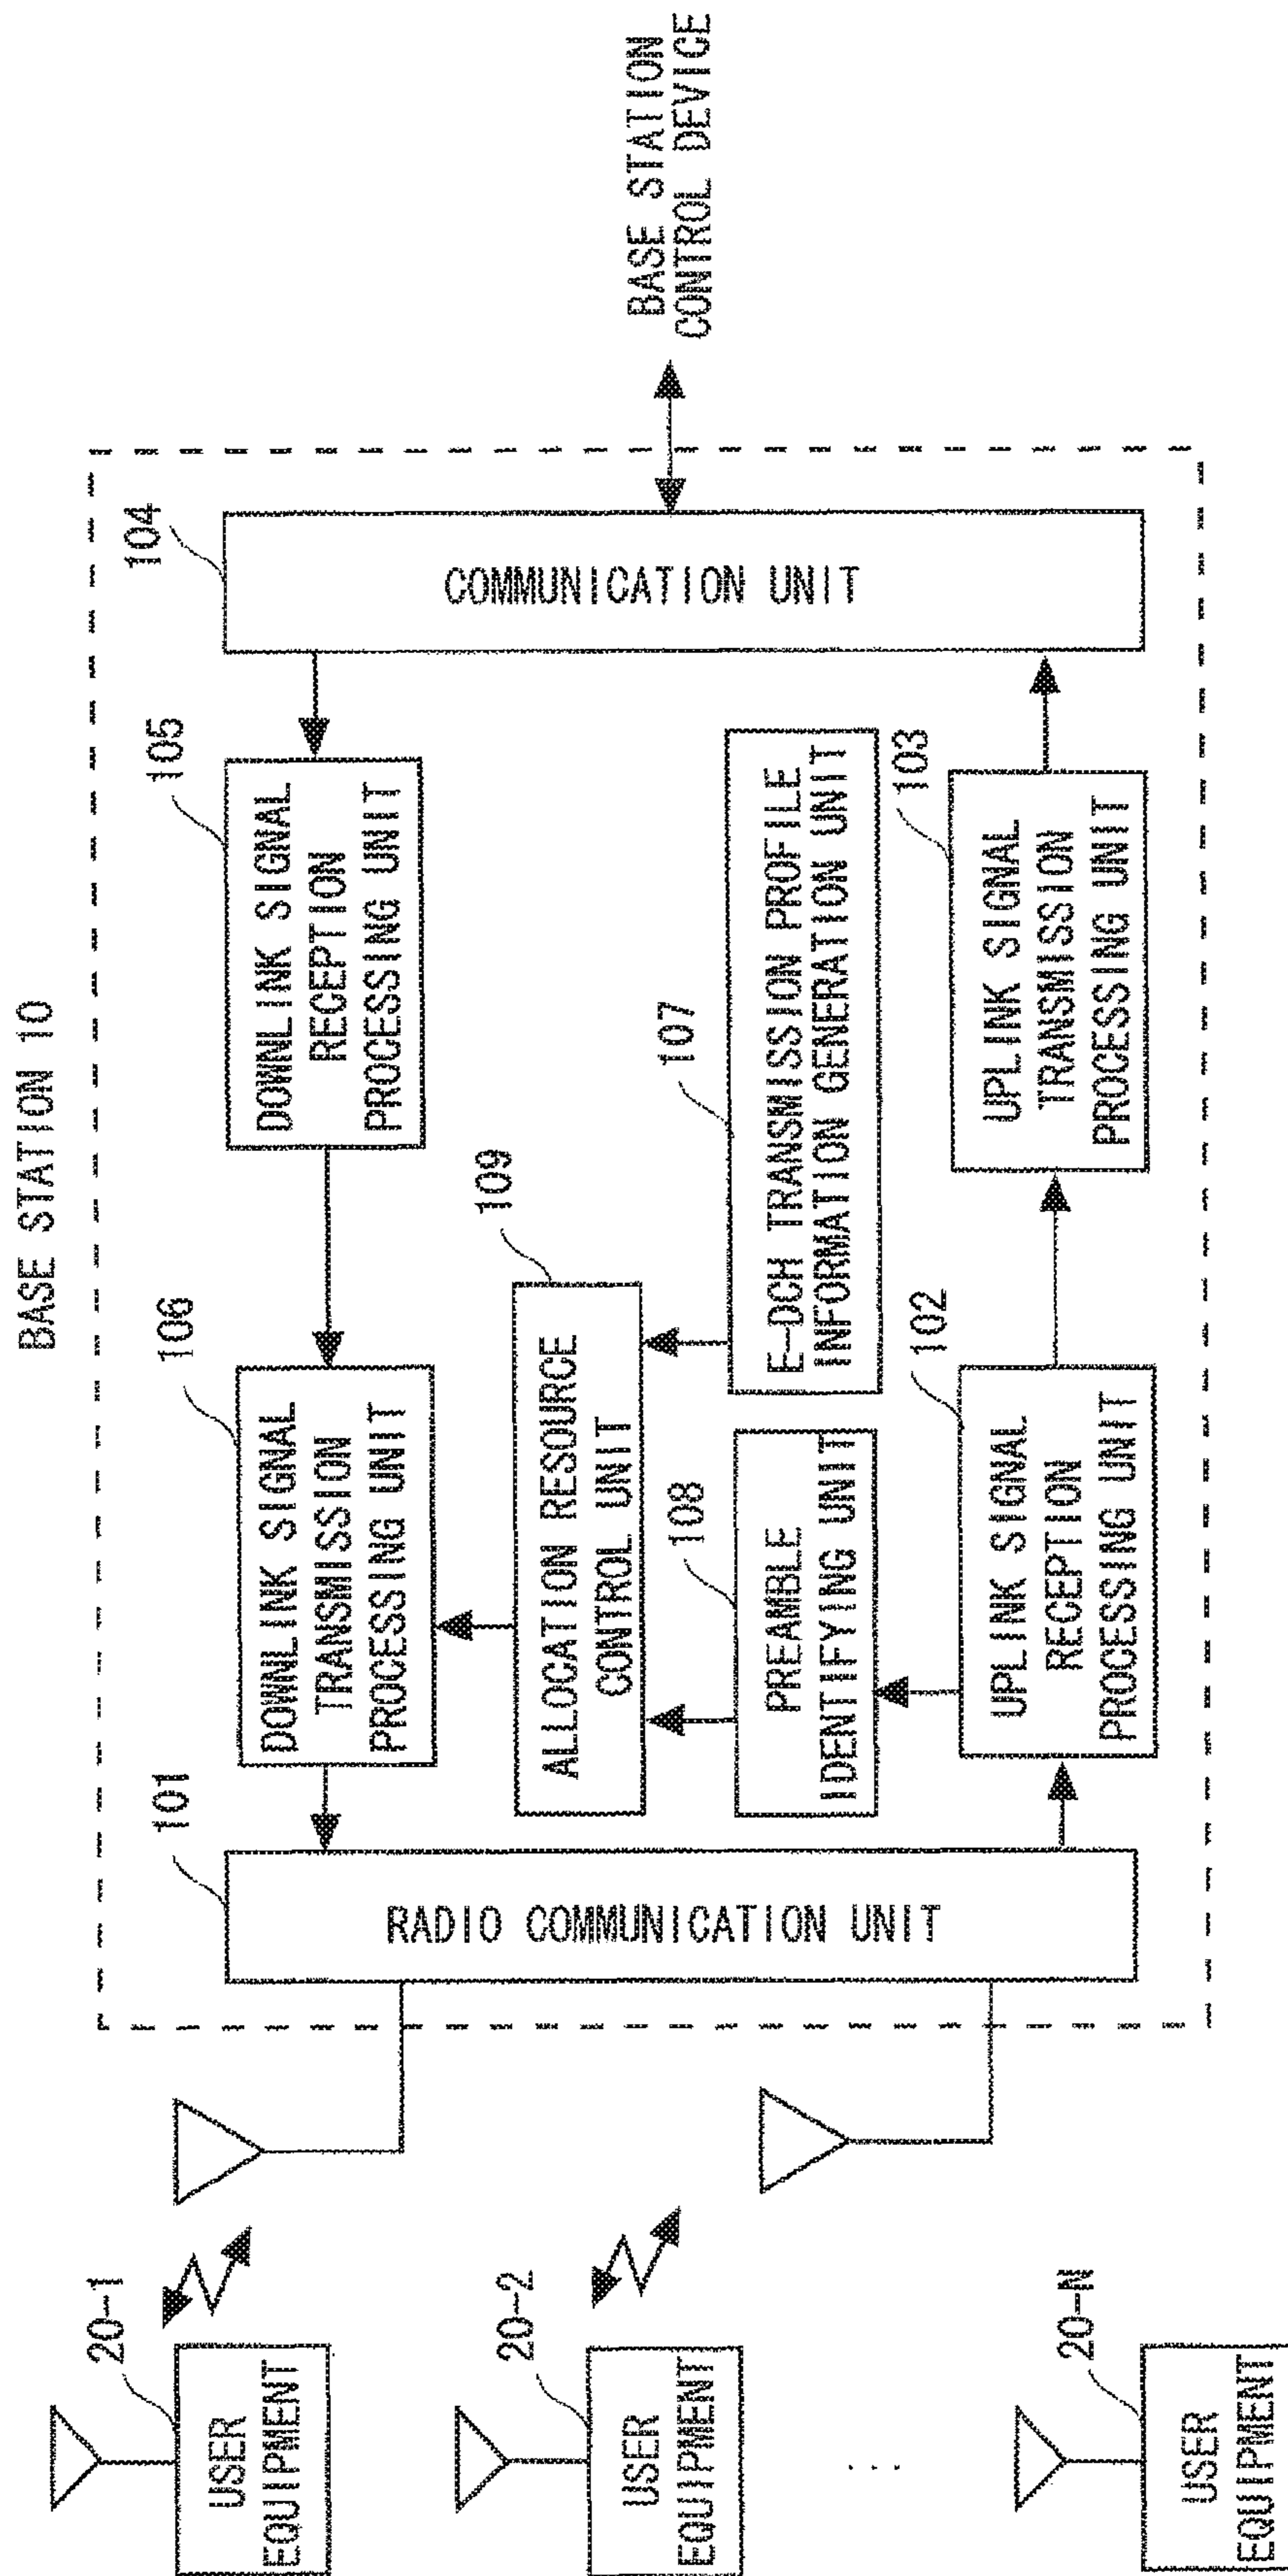 BASE STATION 10
20-1
USER
EQUIPMENT
20-2
USER
EQUIPMENT
...
20-N
USER
EQUIPMENT
101
RADIO COMMUNICATION UNIT
106
DOWNLINK SIGNAL
TRANSMISSION
PROCESSING UNIT
105
DOWNLINK SIGNAL
RECEPTION
PROCESSING UNIT
104
COMMUNICATION UNIT
BASE STATION
CONTROL DEVICE
109
ALLOCATION RESOURCE
CONTROL UNIT
108
PREAMBLE
IDENTIFYING UNIT
107
E-DCH TRANSMISSION PROFILE
INFORMATION GENERATION UNIT
102
UPLINK SIGNAL
RECEPTION
PROCESSING UNIT
103
UPLINK SIGNAL
TRANSMISSION
PROCESSING UNIT